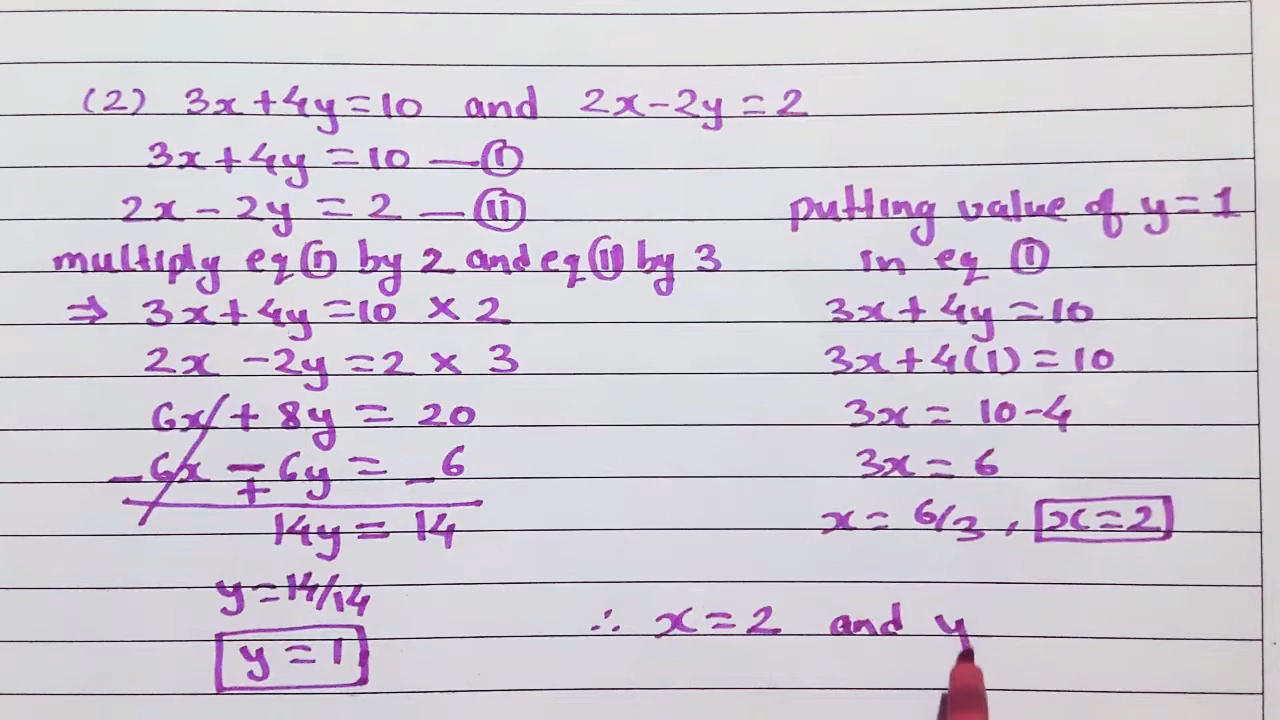 (2) 3x+4y=10 and 2x-2y=2
3x+4y=10 — ⓘ
2x-2y=2 — ⓘⓘ
multiply eq ⓘ by 2 and eq ⓘⓘ by 3
⇒ 3x+4y=10 × 2
2x -2y=2 × 3
6x + 8y = 20
- 6x - 6y = - 6
+
14y = 14
y=14/14
y=1
putting value of y=1
in eq ⓘ
3x+4y=10
3x+4(1)=10
3x= 10-4
3x=6
x= 6/3 , x=2
∴ x=2 and y